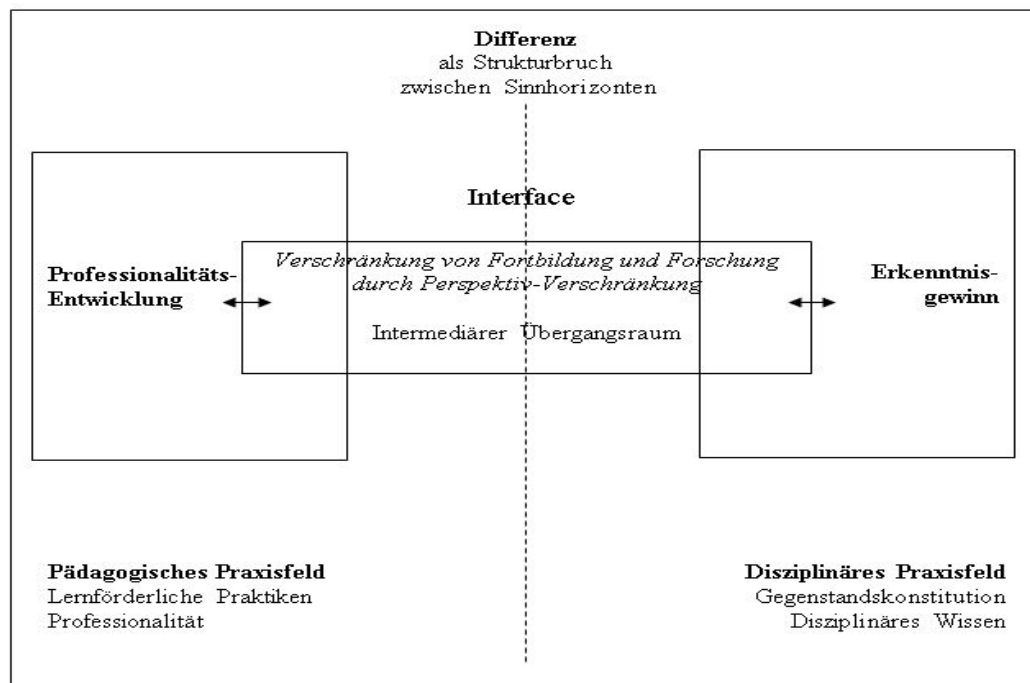 Differenz
als Strukturbruch
zwischen Sinnhorizonten
Interface
Professionalitäts-
Entwicklung
Verschränkung von Fortbildung und Forschung
durch Perspektiv-Verschränkung
Intermediärer Übergangsraum
Erkenntnis-
gewinn
Pädagogisches Praxisfeld
Lernförderliche Praktiken
Professionalität
Disziplinäres Praxisfeld
Gegenstandskonstitution
Disziplinäres Wissen